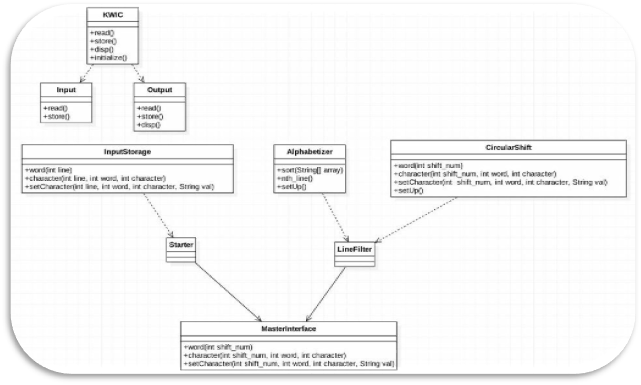 KWIC
+read()
+store()
+disp()
+initialize()
Input
+read()
+store()
Output
+read()
+store()
+disp()
InputStorage
+word(int line)
+character(int line, int word, int character)
+setCharacter(int line, int word, int character, String val)
Alphabetizer
+sort(String[] array)
+nth_line()
+setUp()
CircularShift
+word(int shift_num)
+character(int shift_num, int word, int character)
+setCharacter(int shift_num, int word, int character, String val)
+setUp()
Starter
LineFilter
MasterInterface
+word(int shift_num)
+character(int shift_num, int word, int character)
+setCharacter(int shift_num, int word, int character, String val)